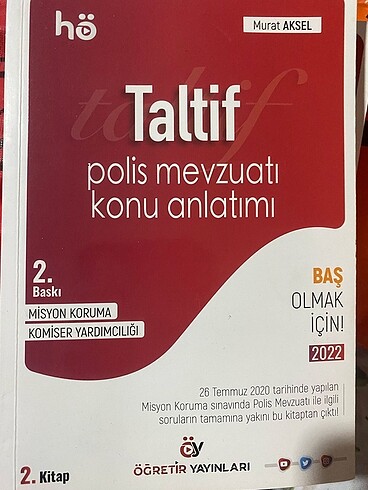 hö
Murat AKSEL
taltif
Taltif
polis mevzuatı
konu anlatımı
2.
Baskı
MİSYON KORUMA
KOMİSER YARDIMCILIĞI
BAŞ
OLMAK
İÇİN!
2022
26 Temmuz 2020 tarihinde yapılan
Misyon Koruma sınavında Polis Mevzuatı ile ilgili
soruların tamamına yakını bu kitaptan çıktı!
öy
ÖĞRETİR YAYINLARI
2. Kitap